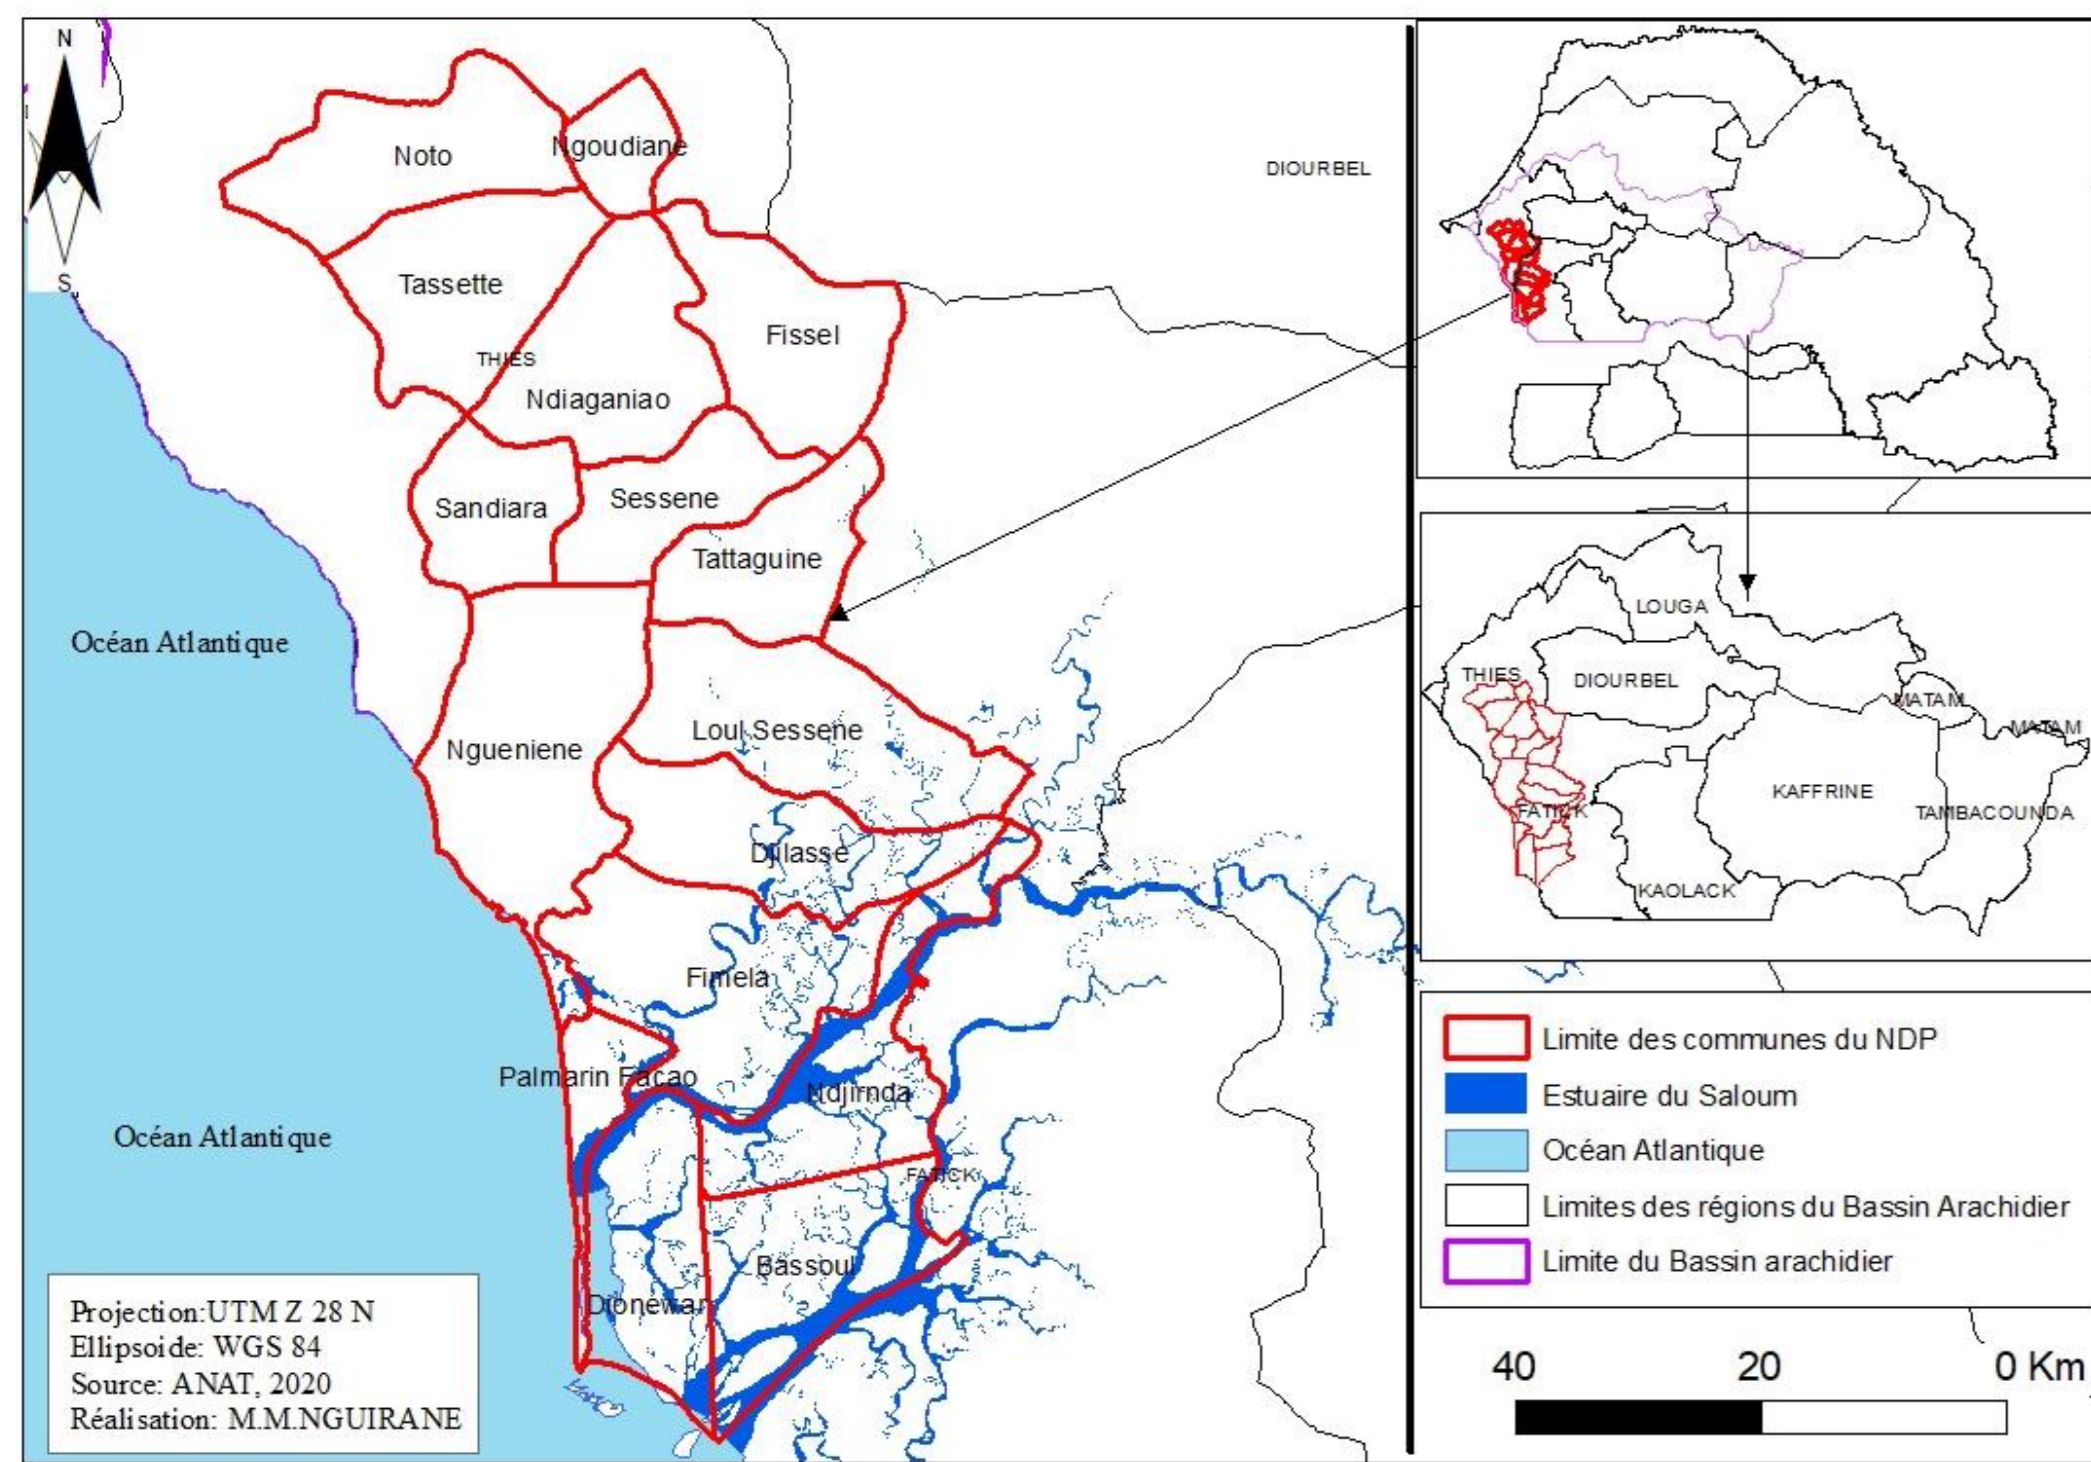 N
S
Noto
Ngoudiane
DIOURBEL
Tassette
THIES
Fissel
Ndiaganiao
Sandiara
Sessene
Tattaguine
Océan Atlantique
Loul Sessene
Ngueniene
Djilasse
Fimela
Palmarin Facao
Ndjirnda
Océan Atlantique
FATICK
Bassoul
Dionewan
Projection:UTM Z 28 N
Ellipsoide: WGS 84
Source: ANAT, 2020
Réalisation: M.M.NGUIRANE
LOUGA
THIES
DIOURBEL
MATAM
MATAM
KAFFRINE
FATICK
TAMBACOUNDA
KAOLACK
Limite des communes du NDP
Estuaire du Saloum
Océan Atlantique
Limites des régions du Bassin Arachidier
Limite du Bassin arachidier
40 20 0 Km